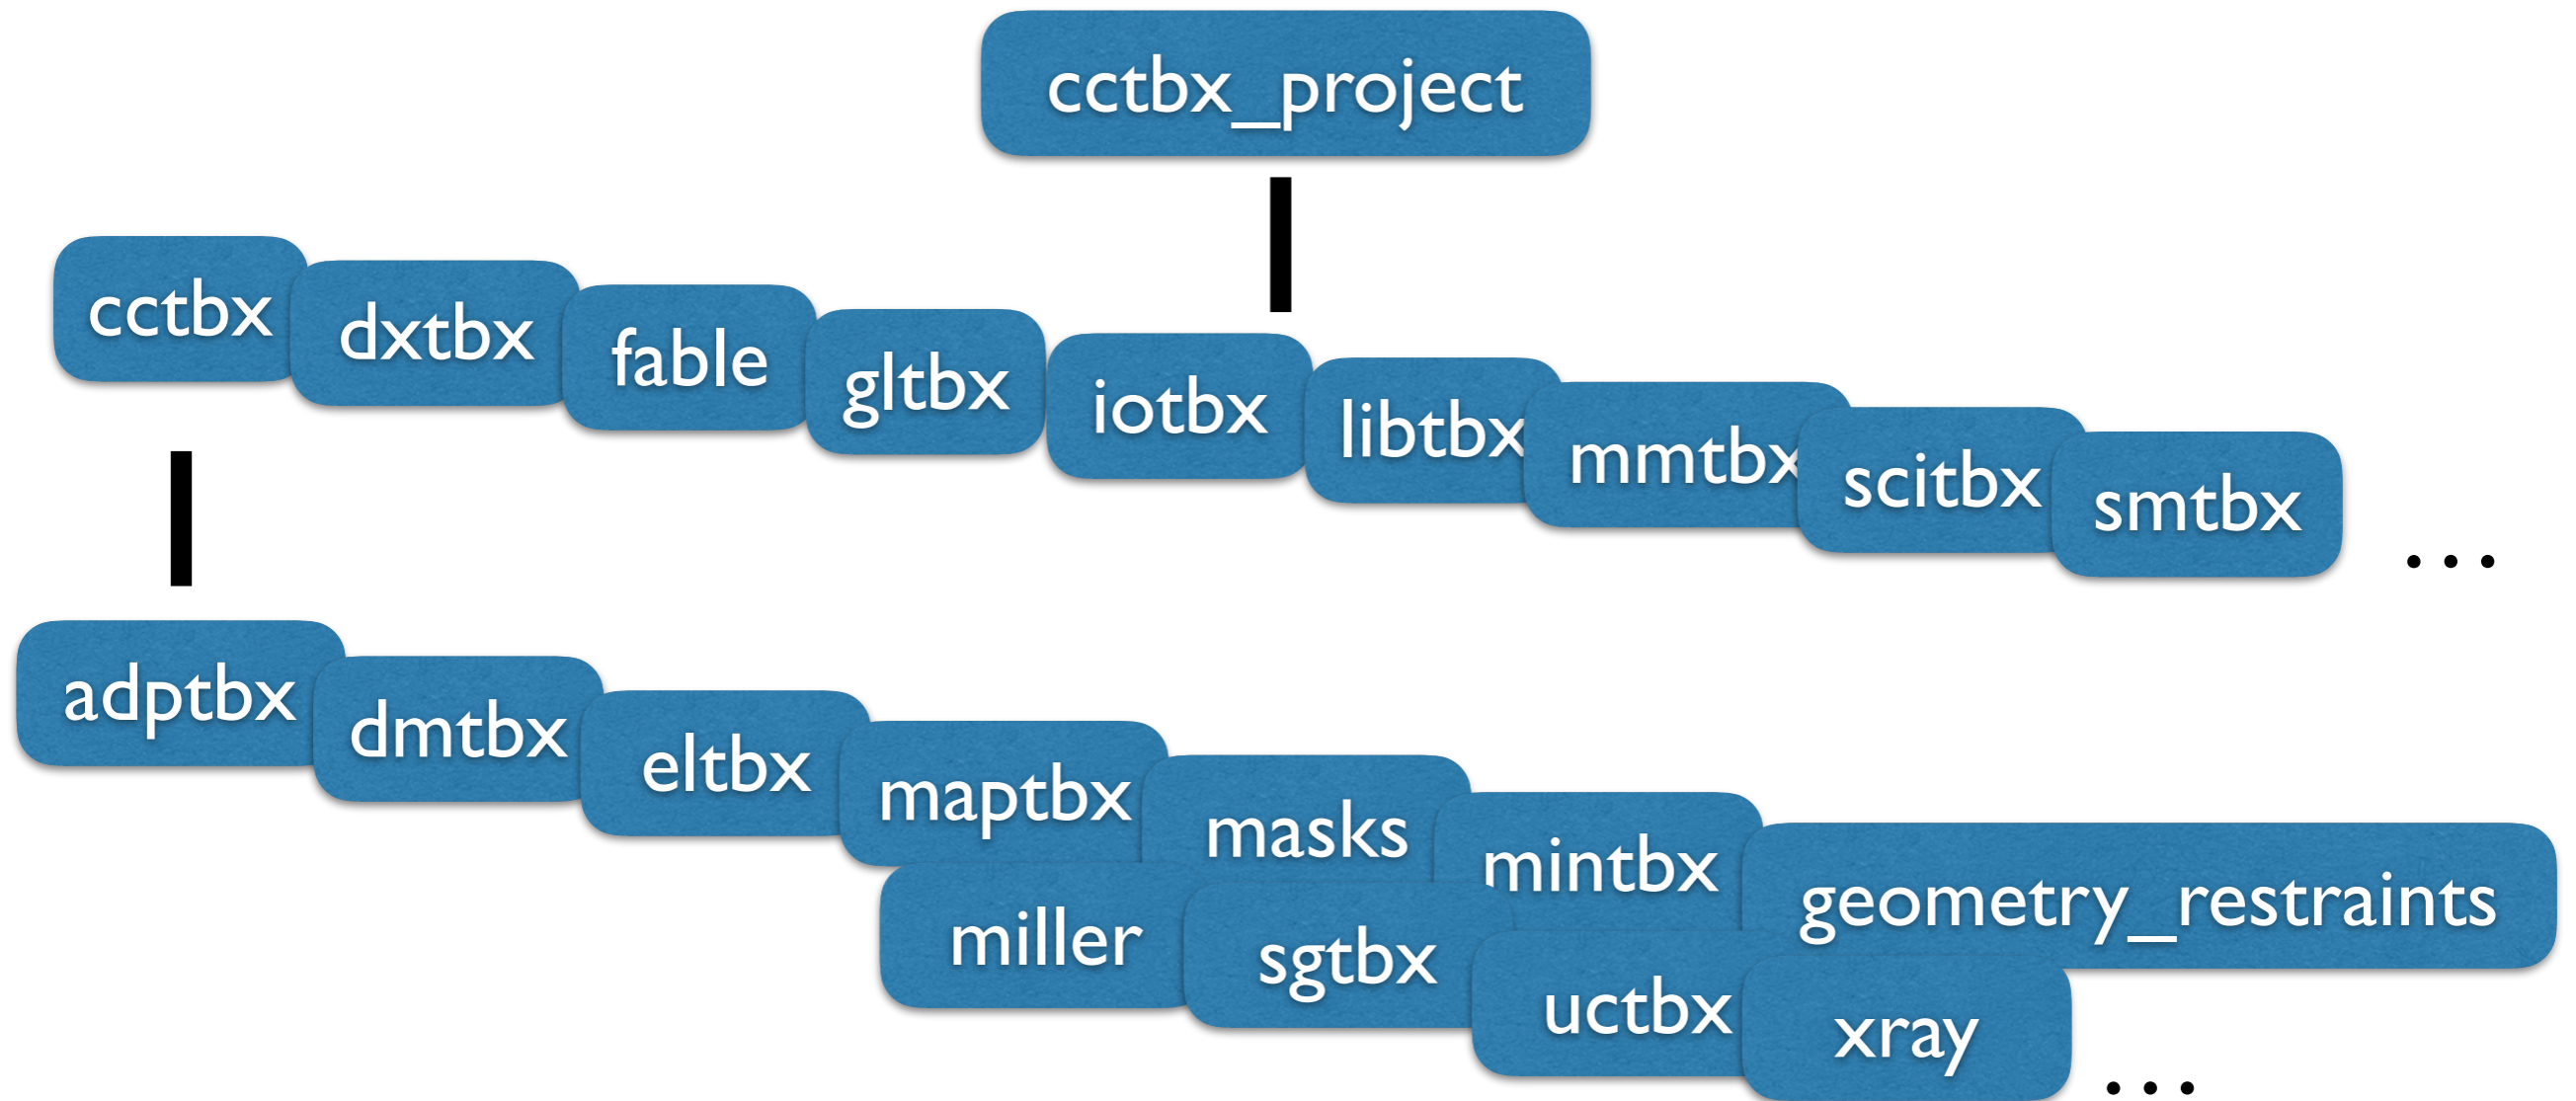 cctbx_project
cctbx
dxtbx
fable
gltbx
iotbx
libtbx
mmtbx
scitbx
smtbx
...
adptbx
dmtbx
eltbx
maptbx
masks
mintbx
geometry_restraints
miller
sgtbx
uctbx
xray
...